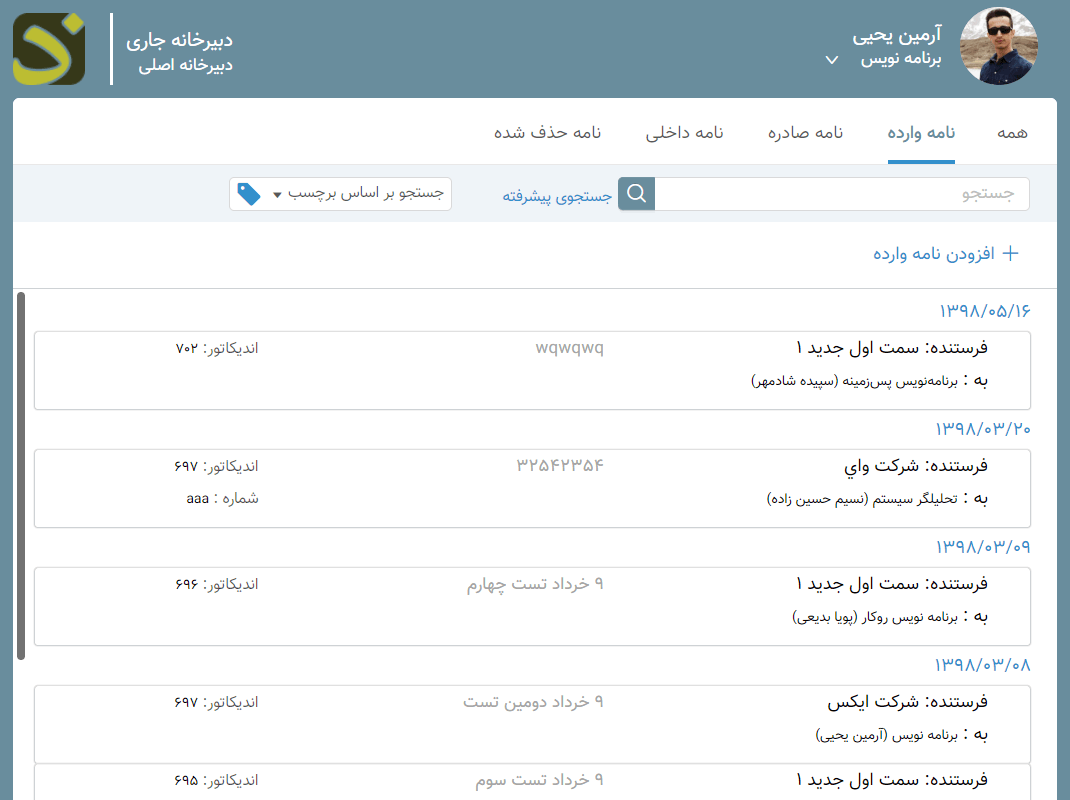 آرمین یحیی
برنامه نویس
دبیرخانه جاری
دبیرخانه اصلی
همه
نامه وارده
نامه صادره
نامه داخلی
نامه حذف شده
جستجو
جستجوی پیشرفته
جستجو بر اساس برچسب
افزودن نامه وارده
۱۳۹۸/۰۵/۱۶
فرستنده: سمت اول جدید ۱ wqwqwq اندیکاتور: ۷۰۲
به : برنامه‌نویس پس‌زمینه (سپیده شادمهر)
۱۳۹۸/۰۳/۲۰
فرستنده: شرکت واي ۳۲۵۴۲۳۵۴ اندیکاتور: ۶۹۷
به : تحلیلگر سیستم (نسیم حسین زاده) شماره : aaa
۱۳۹۸/۰۳/۰۹
فرستنده: سمت اول جدید ۱ ۹ خرداد تست چهارم اندیکاتور: ۶۹۶
به : برنامه نویس روکار (پویا بدیعی)
۱۳۹۸/۰۳/۰۸
فرستنده: شرکت ایکس ۹ خرداد دومین تست اندیکاتور: ۶۹۷
به : برنامه نویس (آرمین یحیی)
فرستنده: سمت اول جدید ۱ ۹ خرداد تست سوم اندیکاتور: ۶۹۵